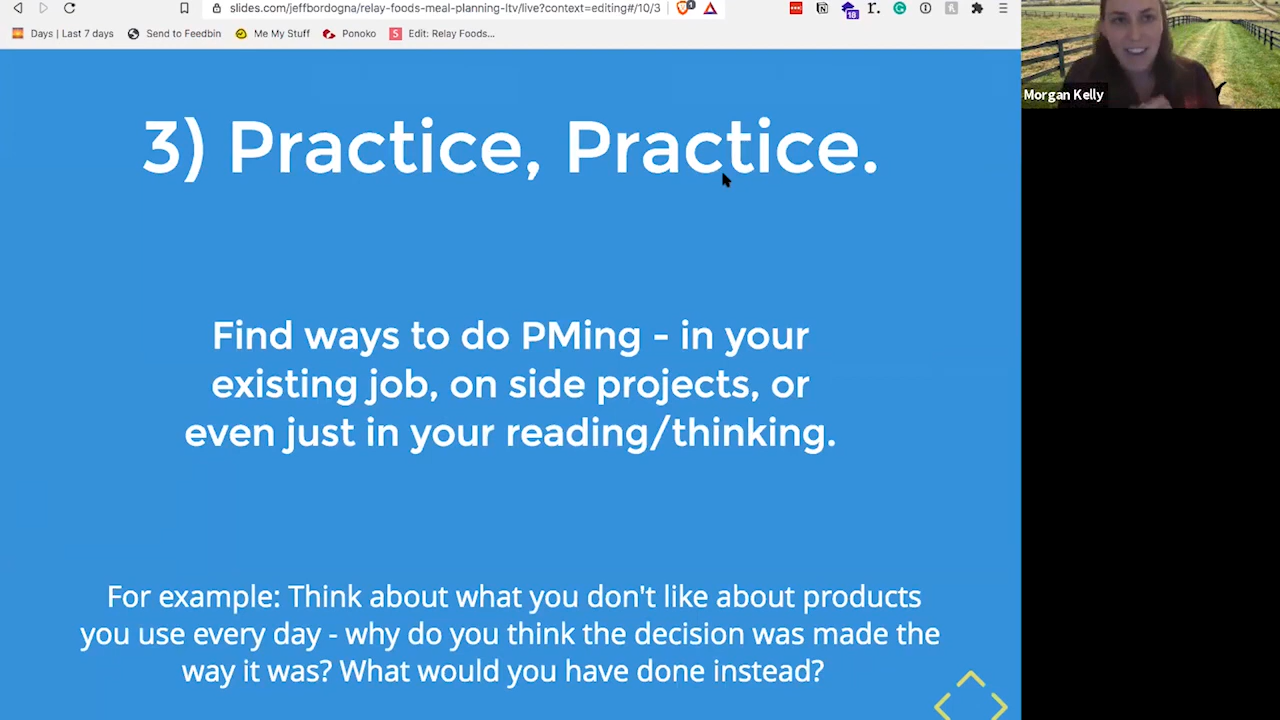 slides.com/jeffbordogna/relay-foods-meal-planning-ltv/live?context=editing#/10/3
1
18
r.
Days | Last 7 days
Send to Feedbin
Me My Stuff
Ponoko
S
Edit: Relay Foods...
Morgan Kelly
3) Practice, Practice.
Find ways to do PMing - in your
existing job, on side projects, or
even just in your reading/thinking.
For example: Think about what you don't like about products
you use every day - why do you think the decision was made the
way it was? What would you have done instead?